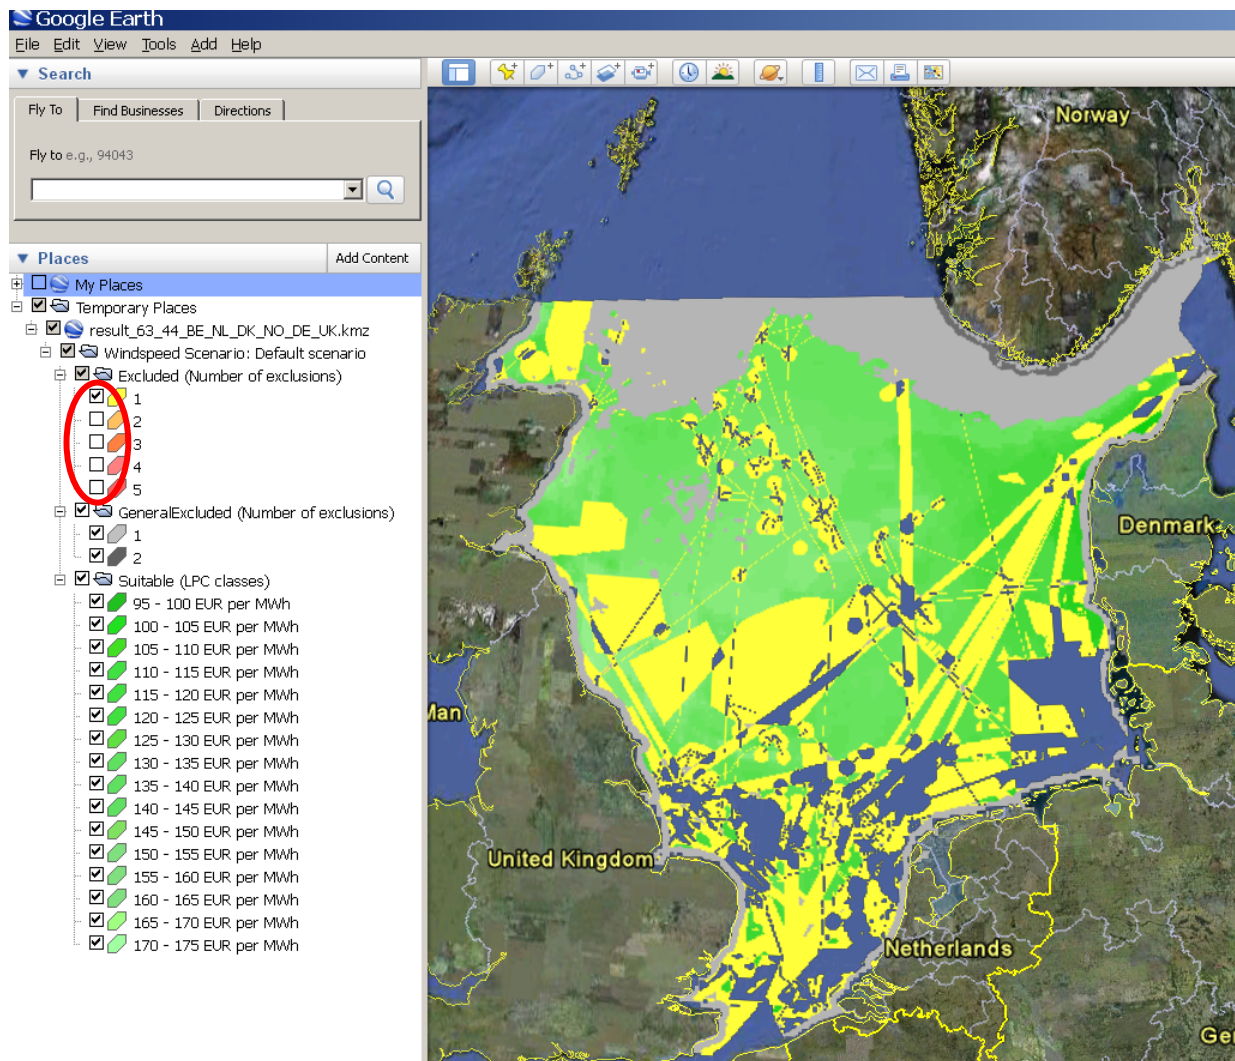 Google Earth
File Edit View Tools Add Help
Search
Fly To Find Businesses Directions
Fly to e.g., 94043
Places Add Content
My Places
Temporary Places
result_63_44_BE_NL_DK_NO_DE_UK.kmz
Windspeed Scenario: Default scenario
Excluded (Number of exclusions)
1
2
3
4
5
GeneralExcluded (Number of exclusions)
1
2
Suitable (LPC classes)
95 - 100 EUR per MWh
100 - 105 EUR per MWh
105 - 110 EUR per MWh
110 - 115 EUR per MWh
115 - 120 EUR per MWh
120 - 125 EUR per MWh
125 - 130 EUR per MWh
130 - 135 EUR per MWh
135 - 140 EUR per MWh
140 - 145 EUR per MWh
145 - 150 EUR per MWh
150 - 155 EUR per MWh
155 - 160 EUR per MWh
160 - 165 EUR per MWh
165 - 170 EUR per MWh
170 - 175 EUR per MWh
Norway
Denmark
Man
United Kingdom
Netherlands
Ger